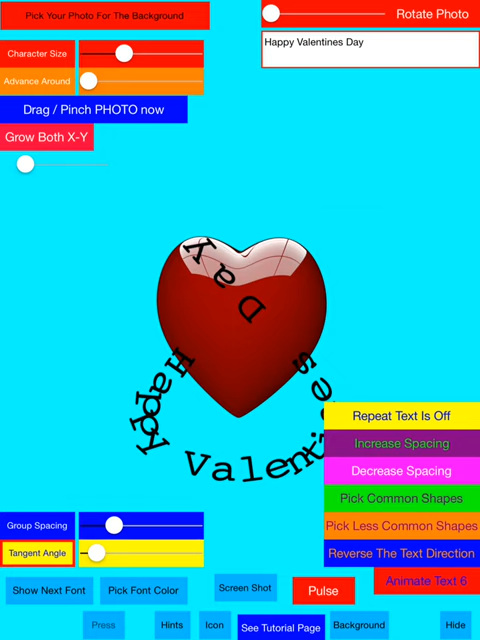 Pick Your Photo For The Background
Rotate Photo
Happy Valentines Day
Character Size
Advance Around
Drag / Pinch PHOTO now
Grow Both X-Y
Happy Valentines Day
Repeat Text Is Off
Increase Spacing
Decrease Spacing
Pick Common Shapes
Group Spacing
Pick Less Common Shapes
Tangent Angle
Reverse The Text Direction
Show Next Font
Pick Font Color
Screen Shot
Pulse
Animate Text 6
Press
Hints
Icon
See Tutorial Page
Background
Hide